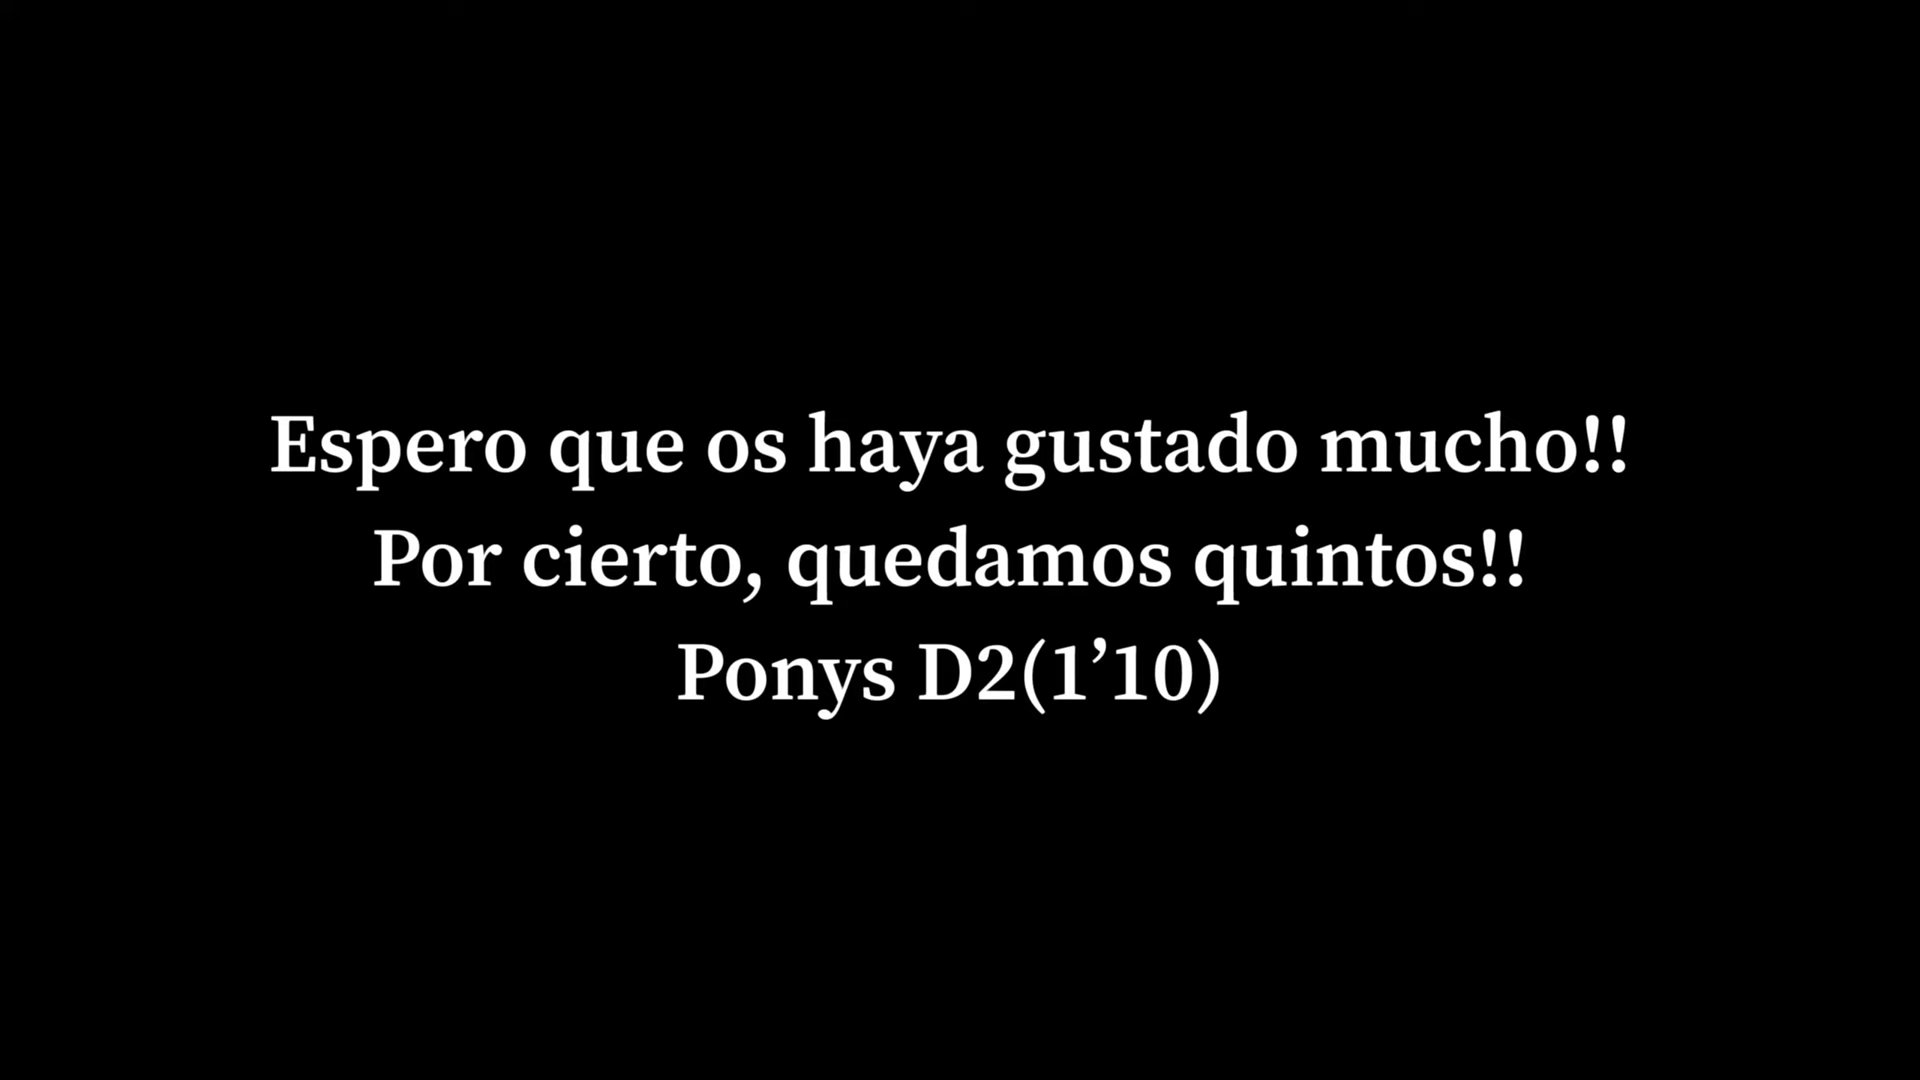 Espero que os haya gustado mucho!!
Por cierto, quedamos quintos!!
Ponys D2(1’10)